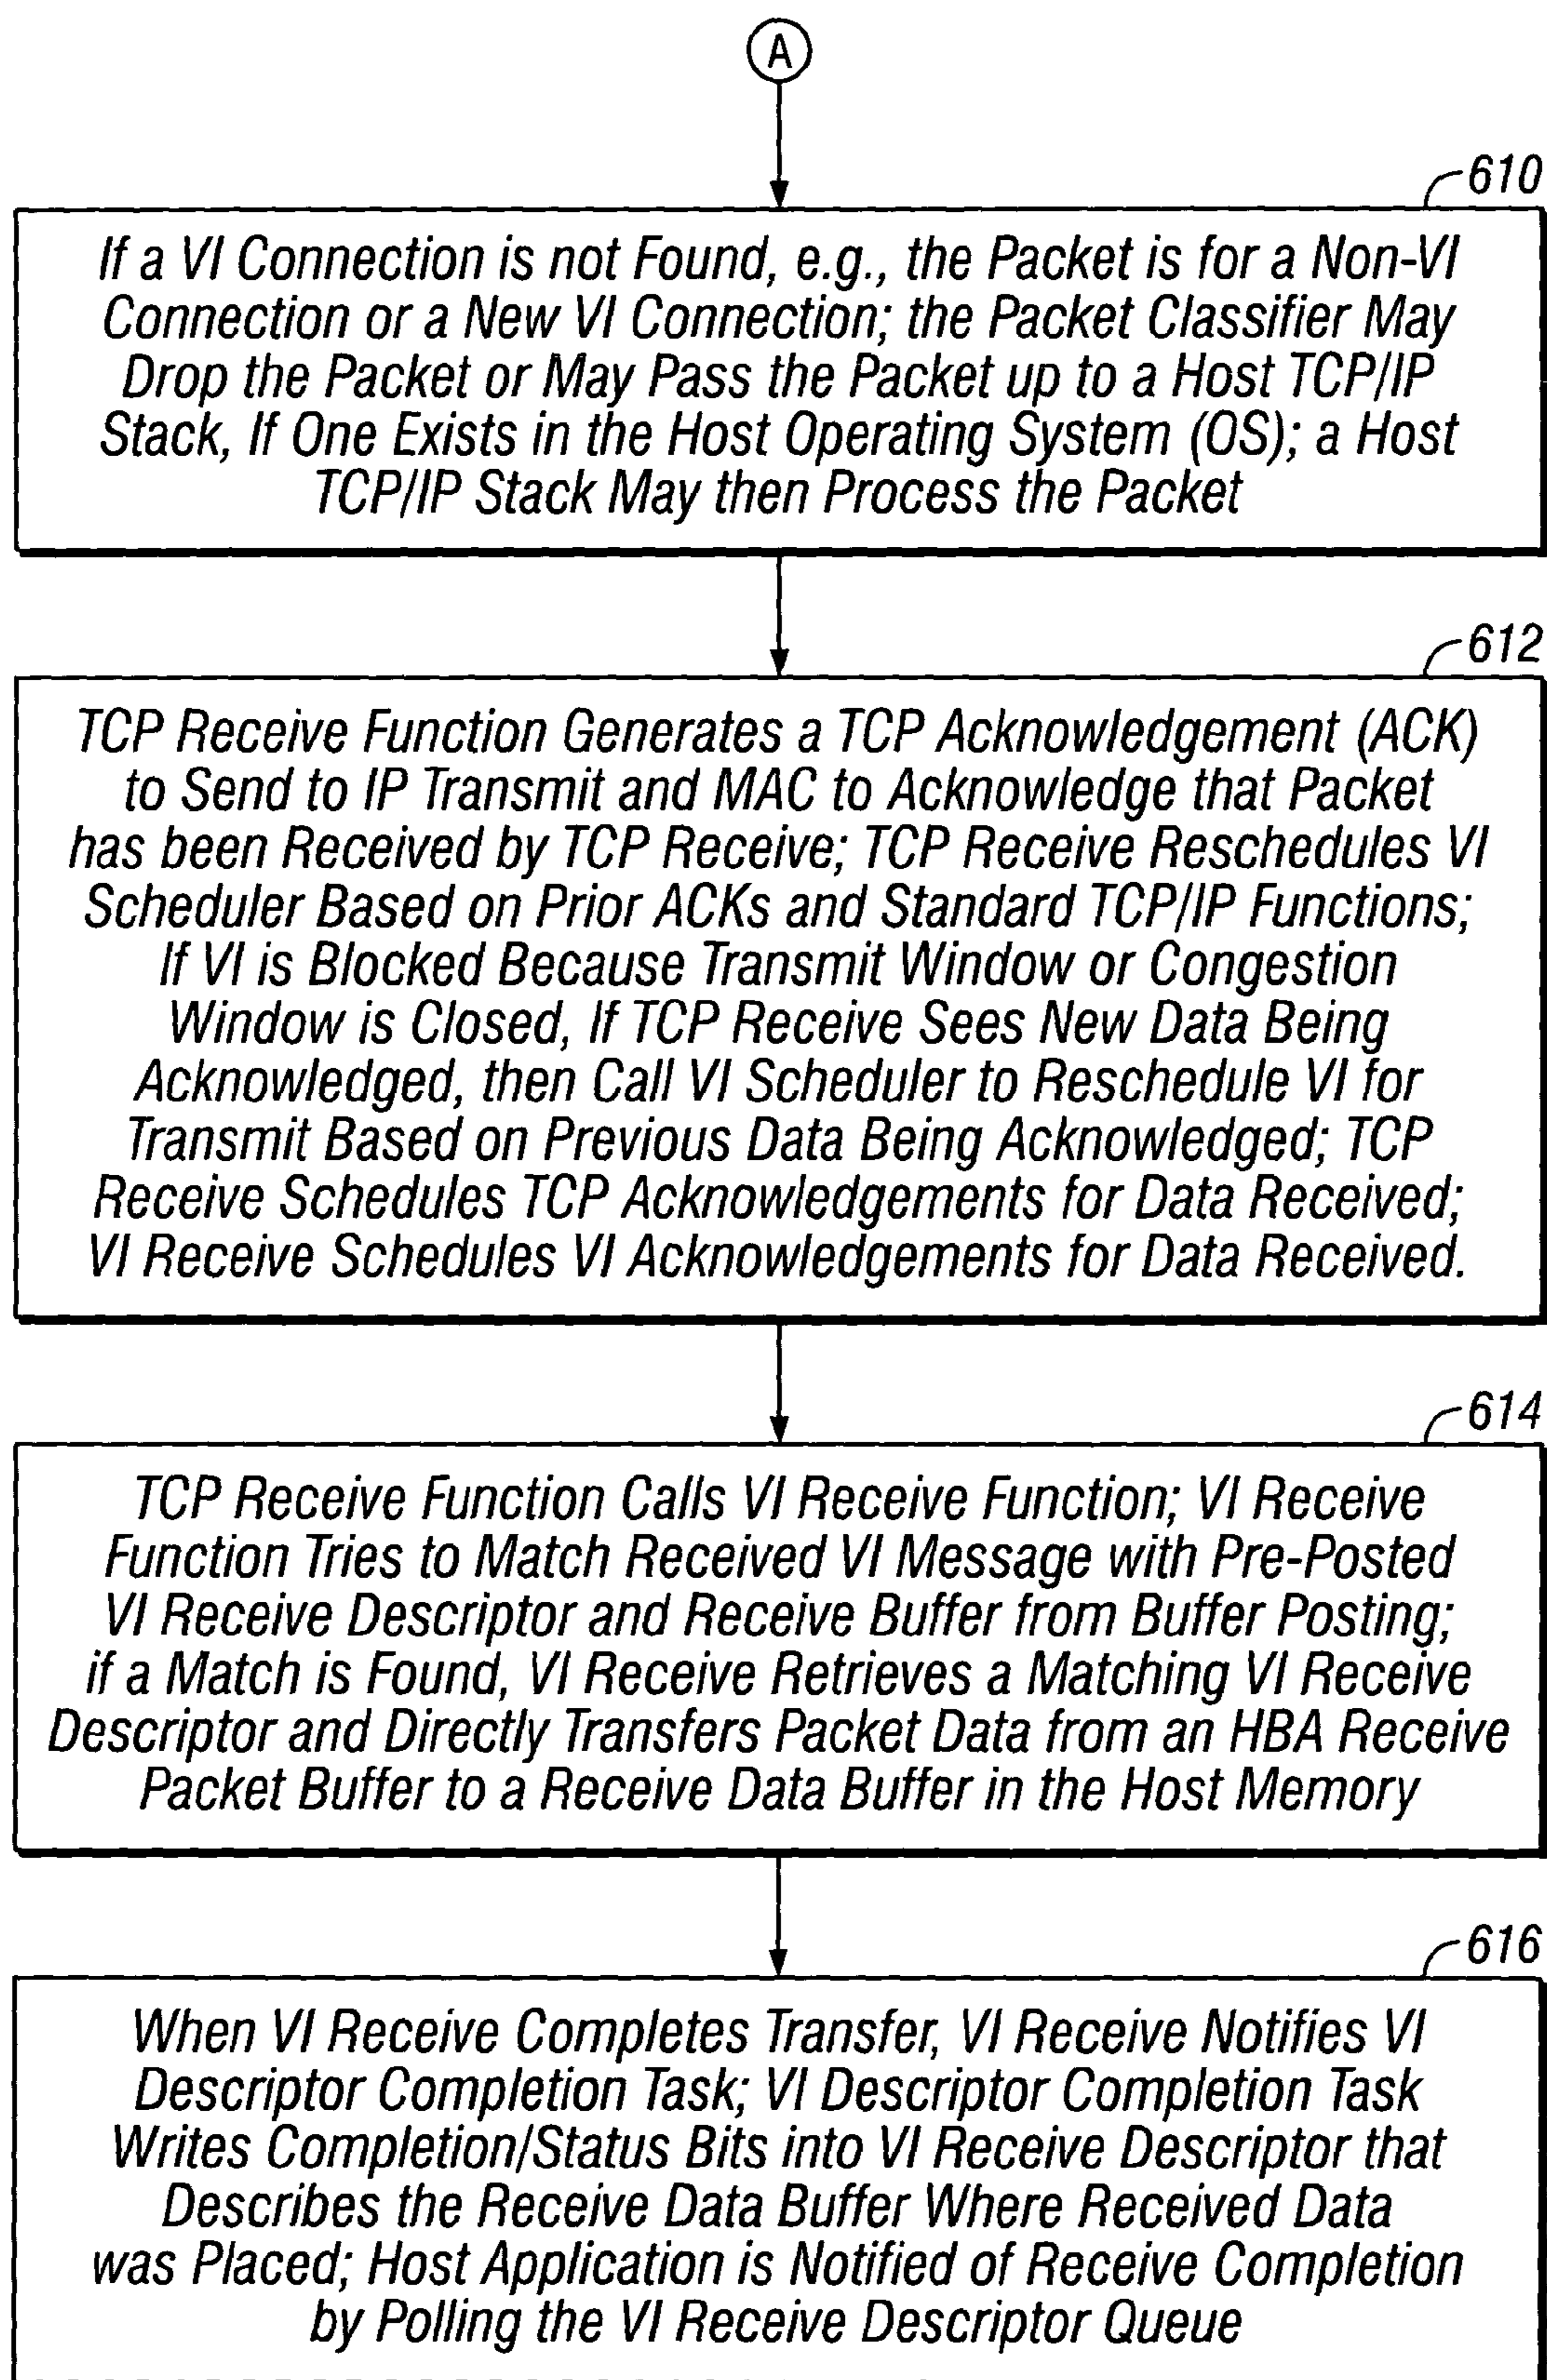 A
610
If a VI Connection is not Found, e.g., the Packet is for a Non-VI
Connection or a New VI Connection; the Packet Classifier May
Drop the Packet or May Pass the Packet up to a Host TCP/IP
Stack, If One Exists in the Host Operating System (OS); a Host
TCP/IP Stack May then Process the Packet
612
TCP Receive Function Generates a TCP Acknowledgement (ACK)
to Send to IP Transmit and MAC to Acknowledge that Packet
has been Received by TCP Receive; TCP Receive Reschedules VI
Scheduler Based on Prior ACKs and Standard TCP/IP Functions;
If VI is Blocked Because Transmit Window or Congestion
Window is Closed, If TCP Receive Sees New Data Being
Acknowledged, then Call VI Scheduler to Reschedule VI for
Transmit Based on Previous Data Being Acknowledged; TCP
Receive Schedules TCP Acknowledgements for Data Received;
VI Receive Schedules VI Acknowledgements for Data Received.
614
TCP Receive Function Calls VI Receive Function; VI Receive
Function Tries to Match Received VI Message with Pre-Posted
VI Receive Descriptor and Receive Buffer from Buffer Posting;
if a Match is Found, VI Receive Retrieves a Matching VI Receive
Descriptor and Directly Transfers Packet Data from an HBA Receive
Packet Buffer to a Receive Data Buffer in the Host Memory
616
When VI Receive Completes Transfer, VI Receive Notifies VI
Descriptor Completion Task; VI Descriptor Completion Task
Writes Completion/Status Bits into VI Receive Descriptor that
Describes the Receive Data Buffer Where Received Data
was Placed; Host Application is Notified of Receive Completion
by Polling the VI Receive Descriptor Queue